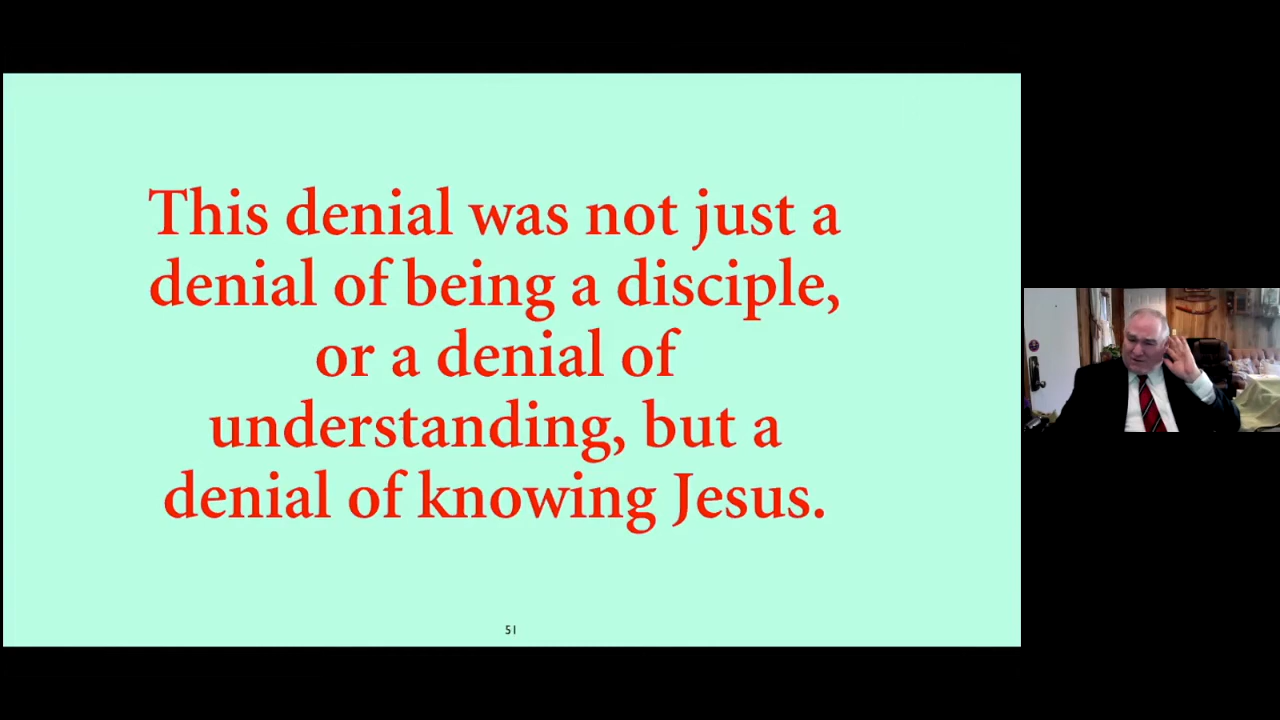 This denial was not just a
denial of being a disciple,
or a denial of
understanding, but a
denial of knowing Jesus.
51